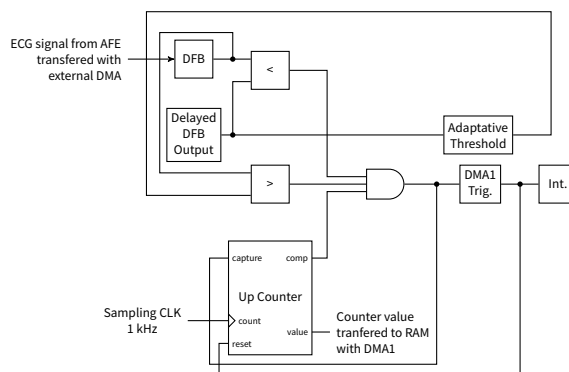 ECG signal from AFE
transfered with
external DMA
DFB
<
Delayed
DFB
Output
Adaptative
Threshold
>
DMA1
Trig.
Int.
capture
comp
Up Counter
Sampling CLK
1 kHz
count
value
reset
Counter value
tranfered to RAM
with DMA1